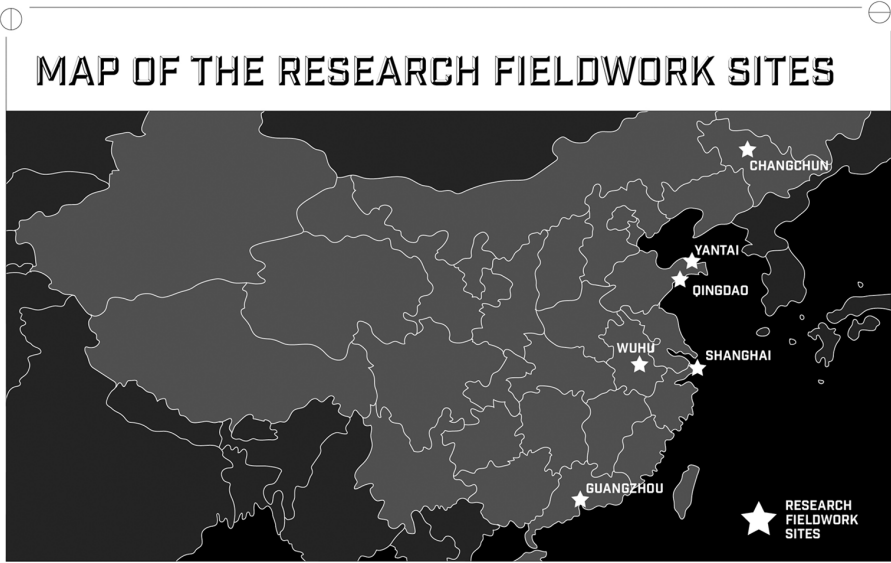 MAP OF THE RESEARCH FIELDWORK SITES
CHANGCHUN
YANTAI
QINGDAO
WUHU
SHANGHAI
GUANGZHOU
RESEARCH
FIELDWORK
SITES